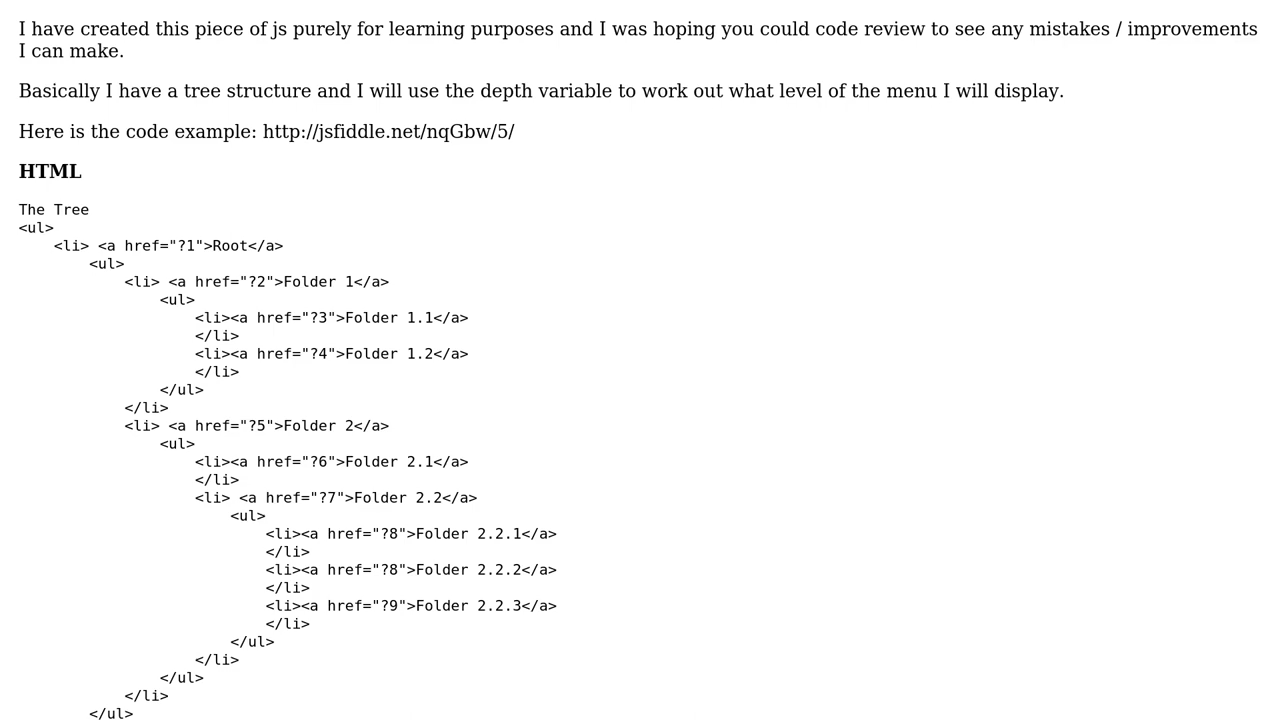 I have created this piece of js purely for learning purposes and I was hoping you could code review to see any mistakes / improvements
I can make.
Basically I have a tree structure and I will use the depth variable to work out what level of the menu I will display.
Here is the code example: http://jsfiddle.net/nqGbw/5/
HTML
The Tree
<ul>
    <li> <a href="?1">Root</a>
        <ul>
            <li> <a href="?2">Folder 1</a>
                <ul>
                    <li><a href="?3">Folder 1.1</a>
                    </li>
                    <li><a href="?4">Folder 1.2</a>
                    </li>
                </ul>
            </li>
            <li> <a href="?5">Folder 2</a>
                <ul>
                    <li><a href="?6">Folder 2.1</a>
                    </li>
                    <li> <a href="?7">Folder 2.2</a>
                        <ul>
                            <li><a href="?8">Folder 2.2.1</a>
                            </li>
                            <li><a href="?8">Folder 2.2.2</a>
                            </li>
                            <li><a href="?9">Folder 2.2.3</a>
                            </li>
                        </ul>
                    </li>
                </ul>
            </li>
        </ul>